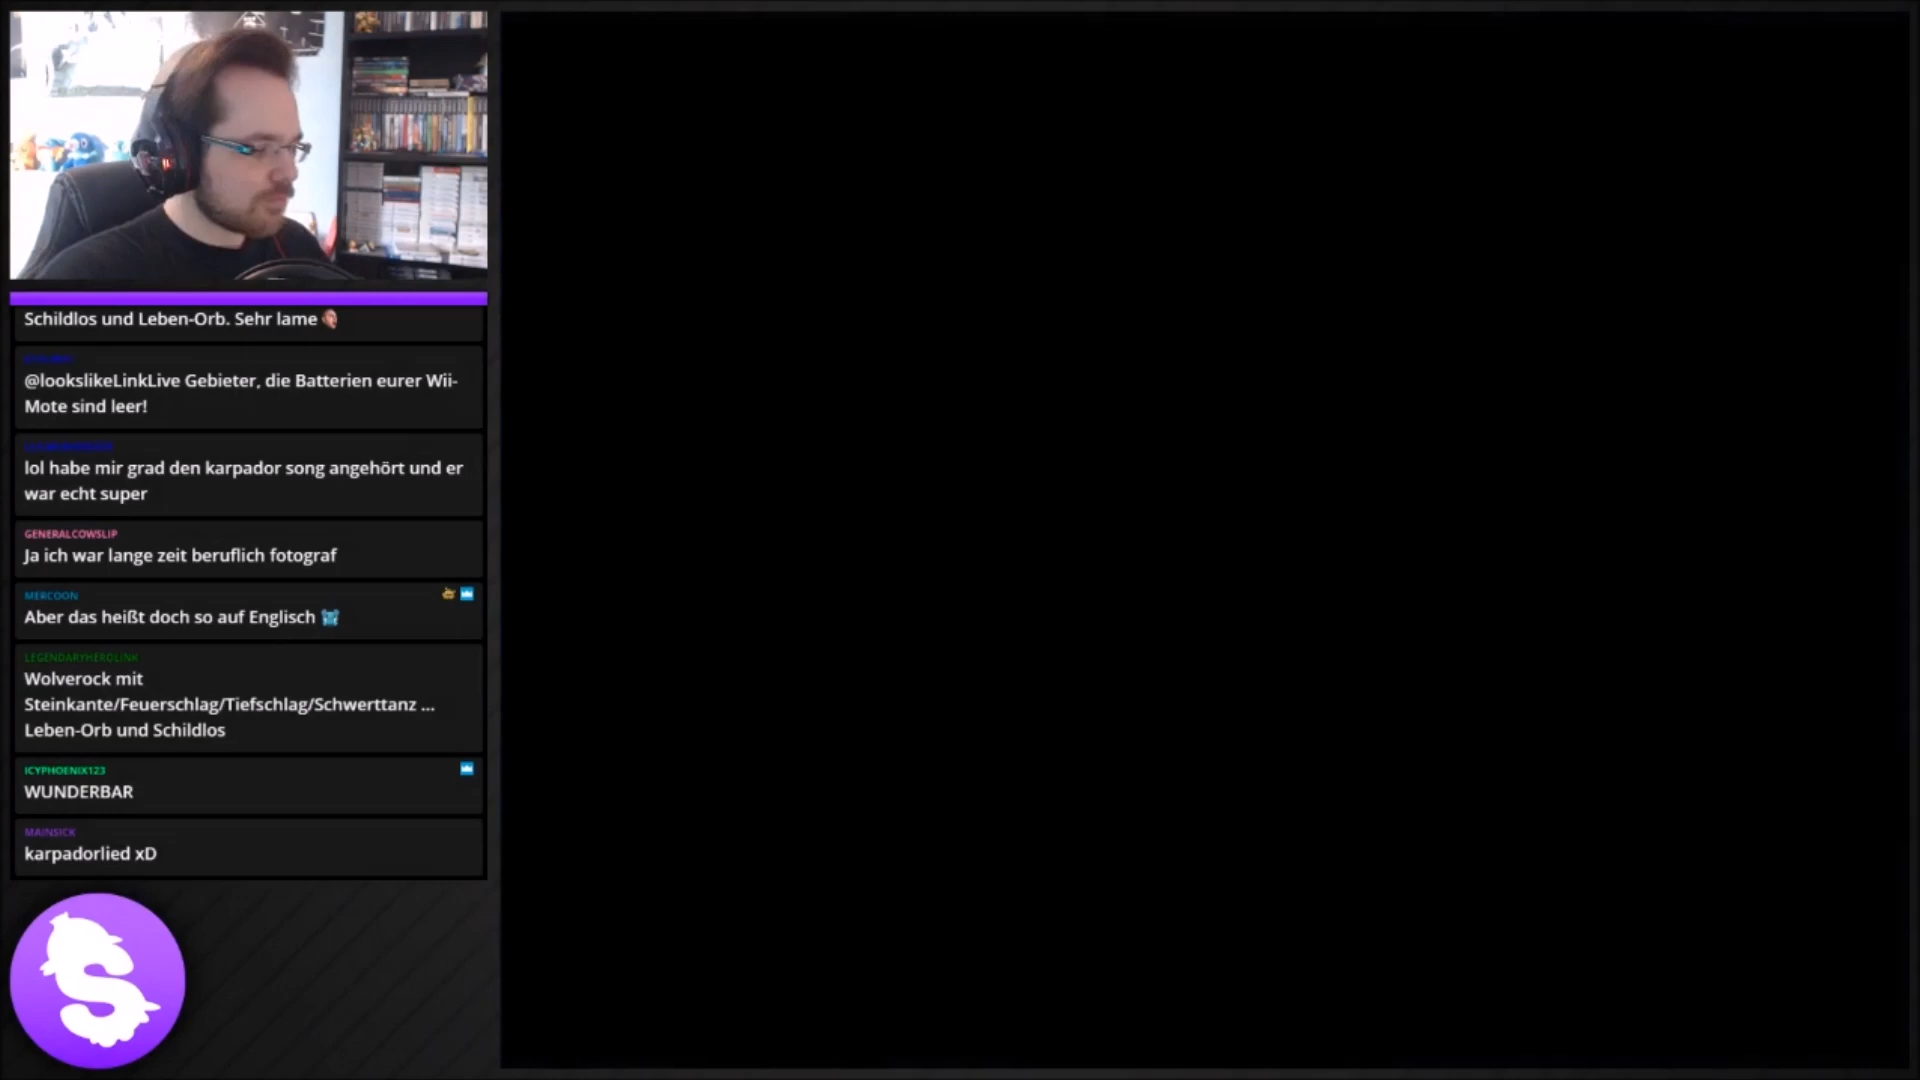 Schildlos und Leben-Orb. Sehr lame
@lookslikeLinkLive Gebieter, die Batterien eurer Wii-
Mote sind leer!
lol habe mir grad den karpador song angehört und er
war echt super
GENERALCOWSLIP
Ja ich war lange zeit beruflich fotograf
MERCOON
Aber das heißt doch so auf Englisch
LEGENDARYHEROLINK
Wolverock mit
Steinkante/Feuerschlag/Tiefschlag/Schwerttanz ...
Leben-Orb und Schildlos
ICYPHOENIX123
WUNDERBAR
MAINSICK
karpadorlied xD